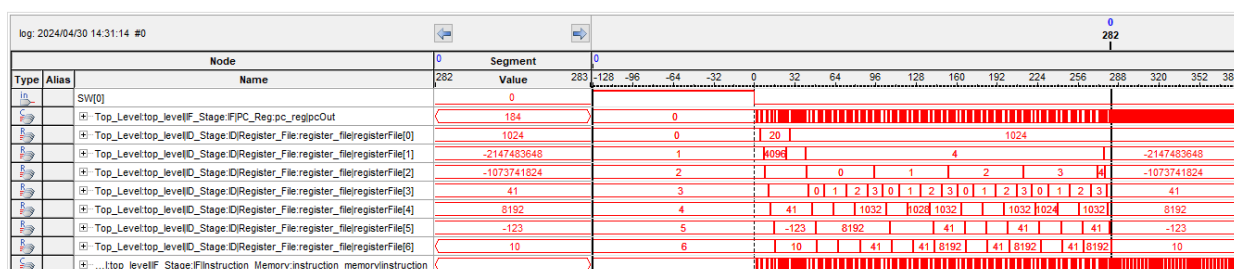 log: 2024/04/30 14:31:14 #0
0
282
Node 0 Segment 0
Type Alias Name 282 Value 283 -128 -96 -64 -32 0 32 64 96 128 160 192 224 256 288 320 352
in SW[0] 0
Top_Level:top_level|IF_Stage:IF|PC_Reg:pc_reg|pcOut 184 0
Top_Level:top_level|ID_Stage:ID|Register_File:register_file|registerFile[0] 1024 0 20 1024
Top_Level:top_level|ID_Stage:ID|Register_File:register_file|registerFile[1] -2147483648 1 4096 4 -2147483648
Top_Level:top_level|ID_Stage:ID|Register_File:register_file|registerFile[2] -1073741824 2 0 1 2 3 4 -1073741824
Top_Level:top_level|ID_Stage:ID|Register_File:register_file|registerFile[3] 41 3 0 1 2 3 0 1 2 3 0 1 2 3 0 1 2 3 41
Top_Level:top_level|ID_Stage:ID|Register_File:register_file|registerFile[4] 8192 4 41 1032 1028 1032 1032 1024 1032 8192
Top_Level:top_level|ID_Stage:ID|Register_File:register_file|registerFile[5] -123 5 -123 8192 41 41 41 -123
Top_Level:top_level|ID_Stage:ID|Register_File:register_file|registerFile[6] 10 6 10 41 41 8192 41 8192 41 8192 10
...l:top_level|IF_Stage:IF|Instruction_Memory:instruction_memory|instruction